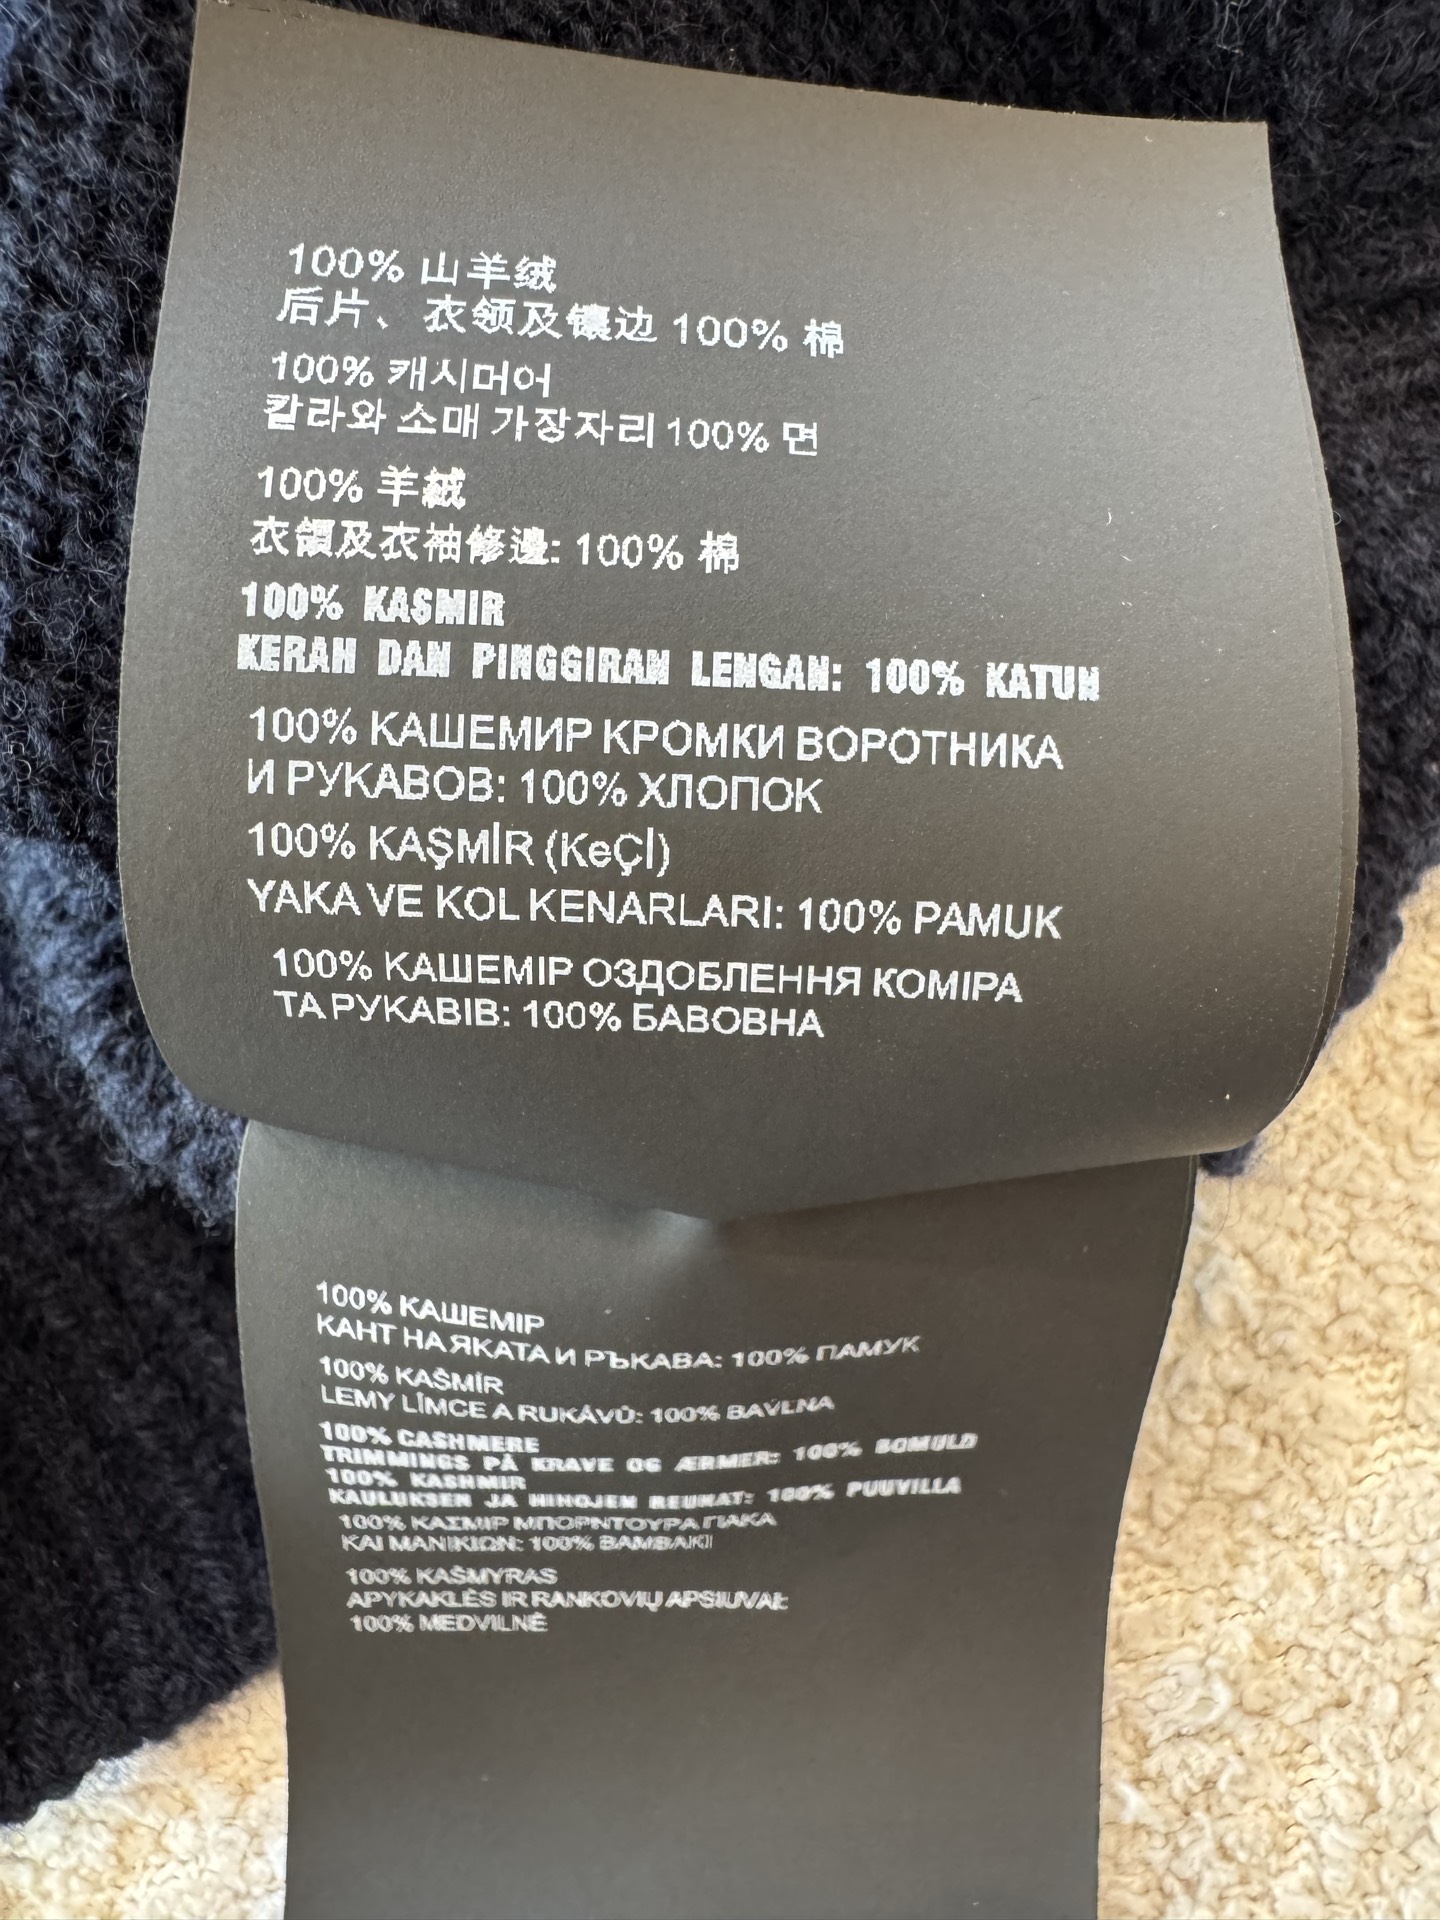 100% 山羊绒
后片、衣领及镶边 100% 棉
100% 캐시머어
칼라와 소매 가장자리 100% 면
100% 羊絨
衣領及衣袖修邊: 100% 棉
100% KASMIR
KERAH DAN PINGGIRAN LENGAN: 100% KATUN
100% КАШЕМИР КРОМКИ ВОРОТНИКА
И РУКАВОВ: 100% ХЛОПОК
100% KAŞMİR (KeÇİ)
YAKA VE KOL KENARLARI: 100% PAMUK
100% КАШЕМІР ОЗДОБЛЕННЯ КОМІРА
ТА РУКАВІВ: 100% БАВОВНА
100% КАШЕМІР
КАНТ НА ЯКАТА И РЪКАВА: 100% ПАМУК
100% KAŠMÍR
LEMY LÍMCE A RUKÁVŮ: 100% BAVLNA
100% CASHMERE
TRIMMINGS PÅ KRAVE OG ÆRMER: 100% BOMULD
100% KASHMIR
KAULUKSEN JA HIHOJEN REUNAT: 100% PUUVILLA
100% ΚΑΣΜΙΡ ΜΠΟΡΝΤΟΥΡΑ ΓΙΑΚΑ
ΚΑΙ ΜΑΝΙΚΙΩΝ: 100% ΒΑΜΒΑΚΙ
100% KAŠMYRAS
APYKAKLĖS IR RANKOVIŲ
100% MEDVILNĖ